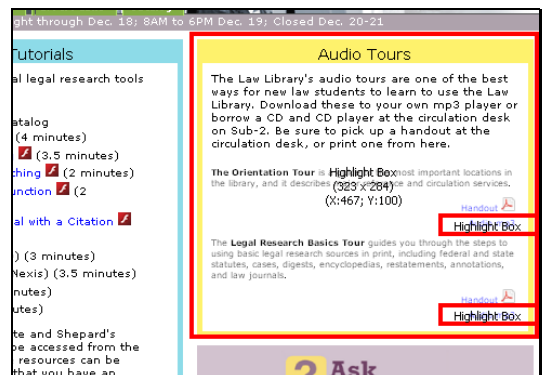 ght through Dec. 18; 8AM to 6PM Dec. 19; Closed Dec. 20-21
Tutorials
al legal research tools
atalog
(4 minutes)
(3.5 minutes)
hing (2 minutes)
unction (2
al with a Citation
) (3 minutes)
Nexis) (3.5 minutes)
nutes)
utes)
te and Shepard's
be accessed from the
resources can be
that you have an
Audio Tours
The Law Library's audio tours are one of the best
ways for new law students to learn to use the Law
Library. Download these to your own mp3 player or
borrow a CD and CD player at the circulation desk
on Sub-2. Be sure to pick up a handout at the
circulation desk, or print one from here.
The Orientation Tour is most important locations in
Highlight Box
the library, and it describes and circulation services.
(323 x 284)
(X:467; Y:100)
Handout
Highlight Box
The Legal Research Basics Tour guides you through the steps to
using basic legal research sources in print, including federal and state
statutes, cases, digests, encyclopedias, restatements, annotations,
and law journals.
Handout
Highlight Box
2 Ask